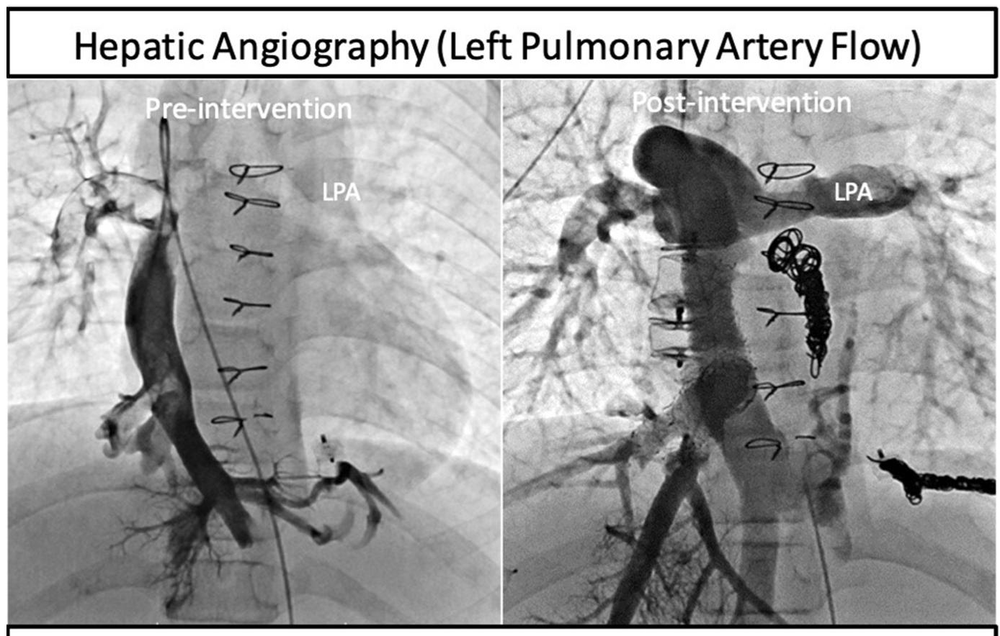 Hepatic Angiography (Left Pulmonary Artery Flow)
Pre-intervention
LPA
Post-intervention
LPA